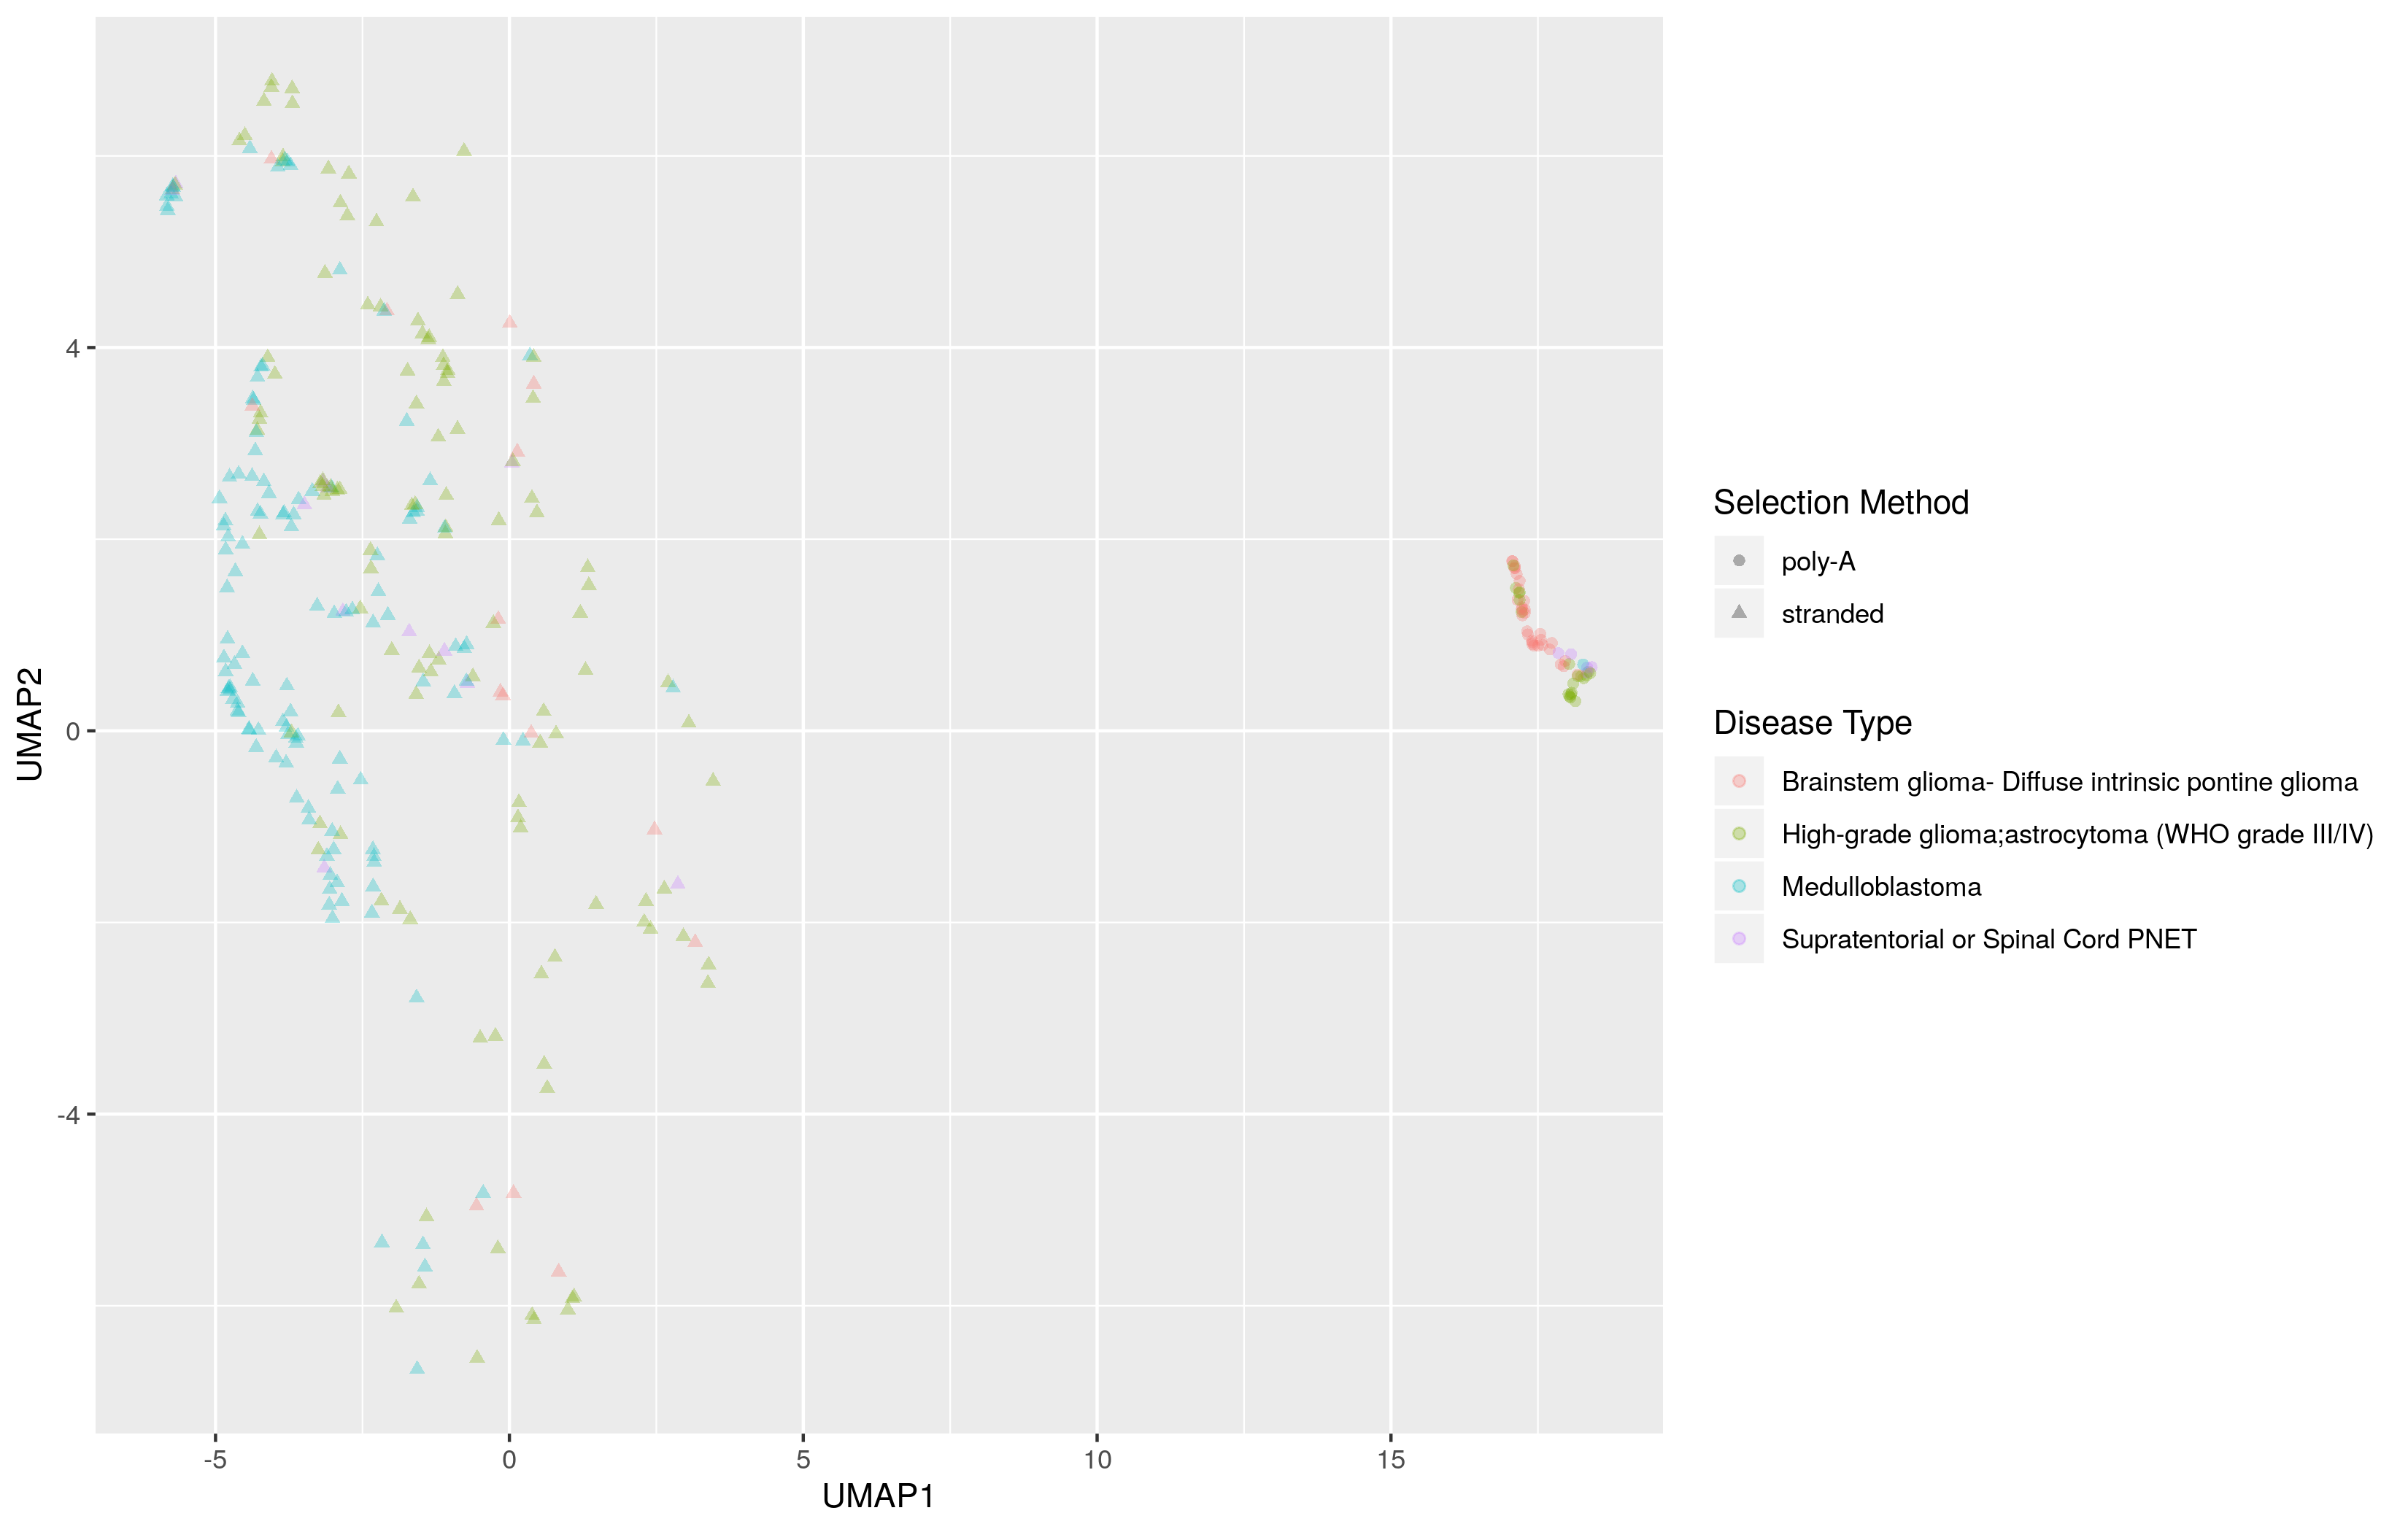 4
0
-4
UMAP2
-5
0
5
10
15
UMAP1
Selection Method
poly-A
stranded
Disease Type
Brainstem glioma- Diffuse intrinsic pontine glioma
High-grade glioma;astrocytoma (WHO grade III/IV)
Medulloblastoma
Supratentorial or Spinal Cord PNET